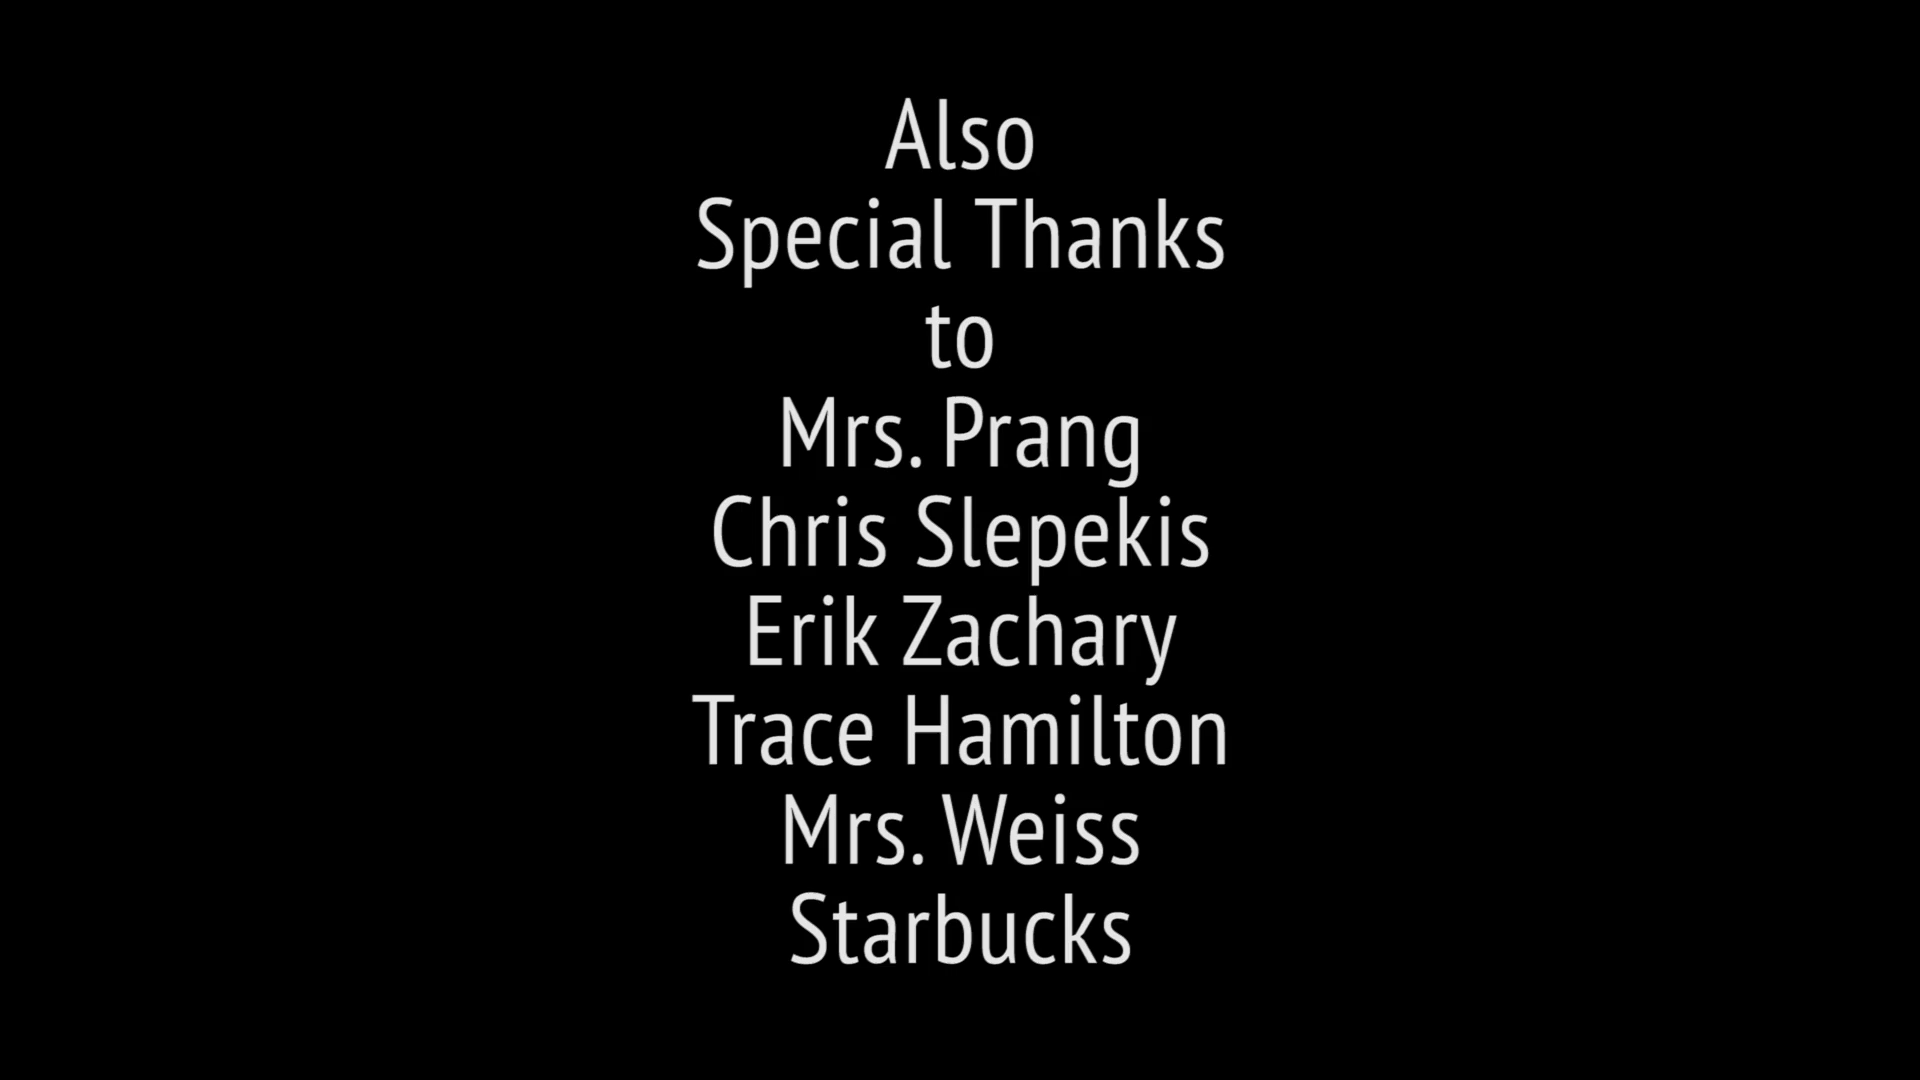 Also
Special Thanks
to
Mrs. Prang
Chris Slepekis
Erik Zachary
Trace Hamilton
Mrs. Weiss
Starbucks